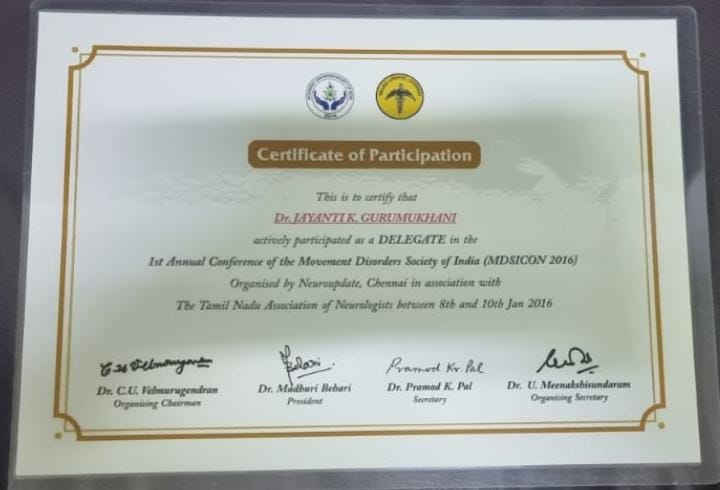 Certificate of Participation
This is to certify that
Dr. JAYANTI K. GURUMUKHANI
actively participated as a DELEGATE in the
1st Annual Conference of the Movement Disorders Society of India (MDSICON 2016)
Organised by Neuroupdate, Chennai in association with
The Tamil Nadu Association of Neurologists between 8th and 10th Jan 2016
Pramod Kr. Pal
Dr. C.U. Velmurugendran
Organising Chairman
Dr. Madhuri Behari
President
Dr. Pramod K. Pal
Secretary
Dr. U. Meenakshisundaram
Organising Secretary